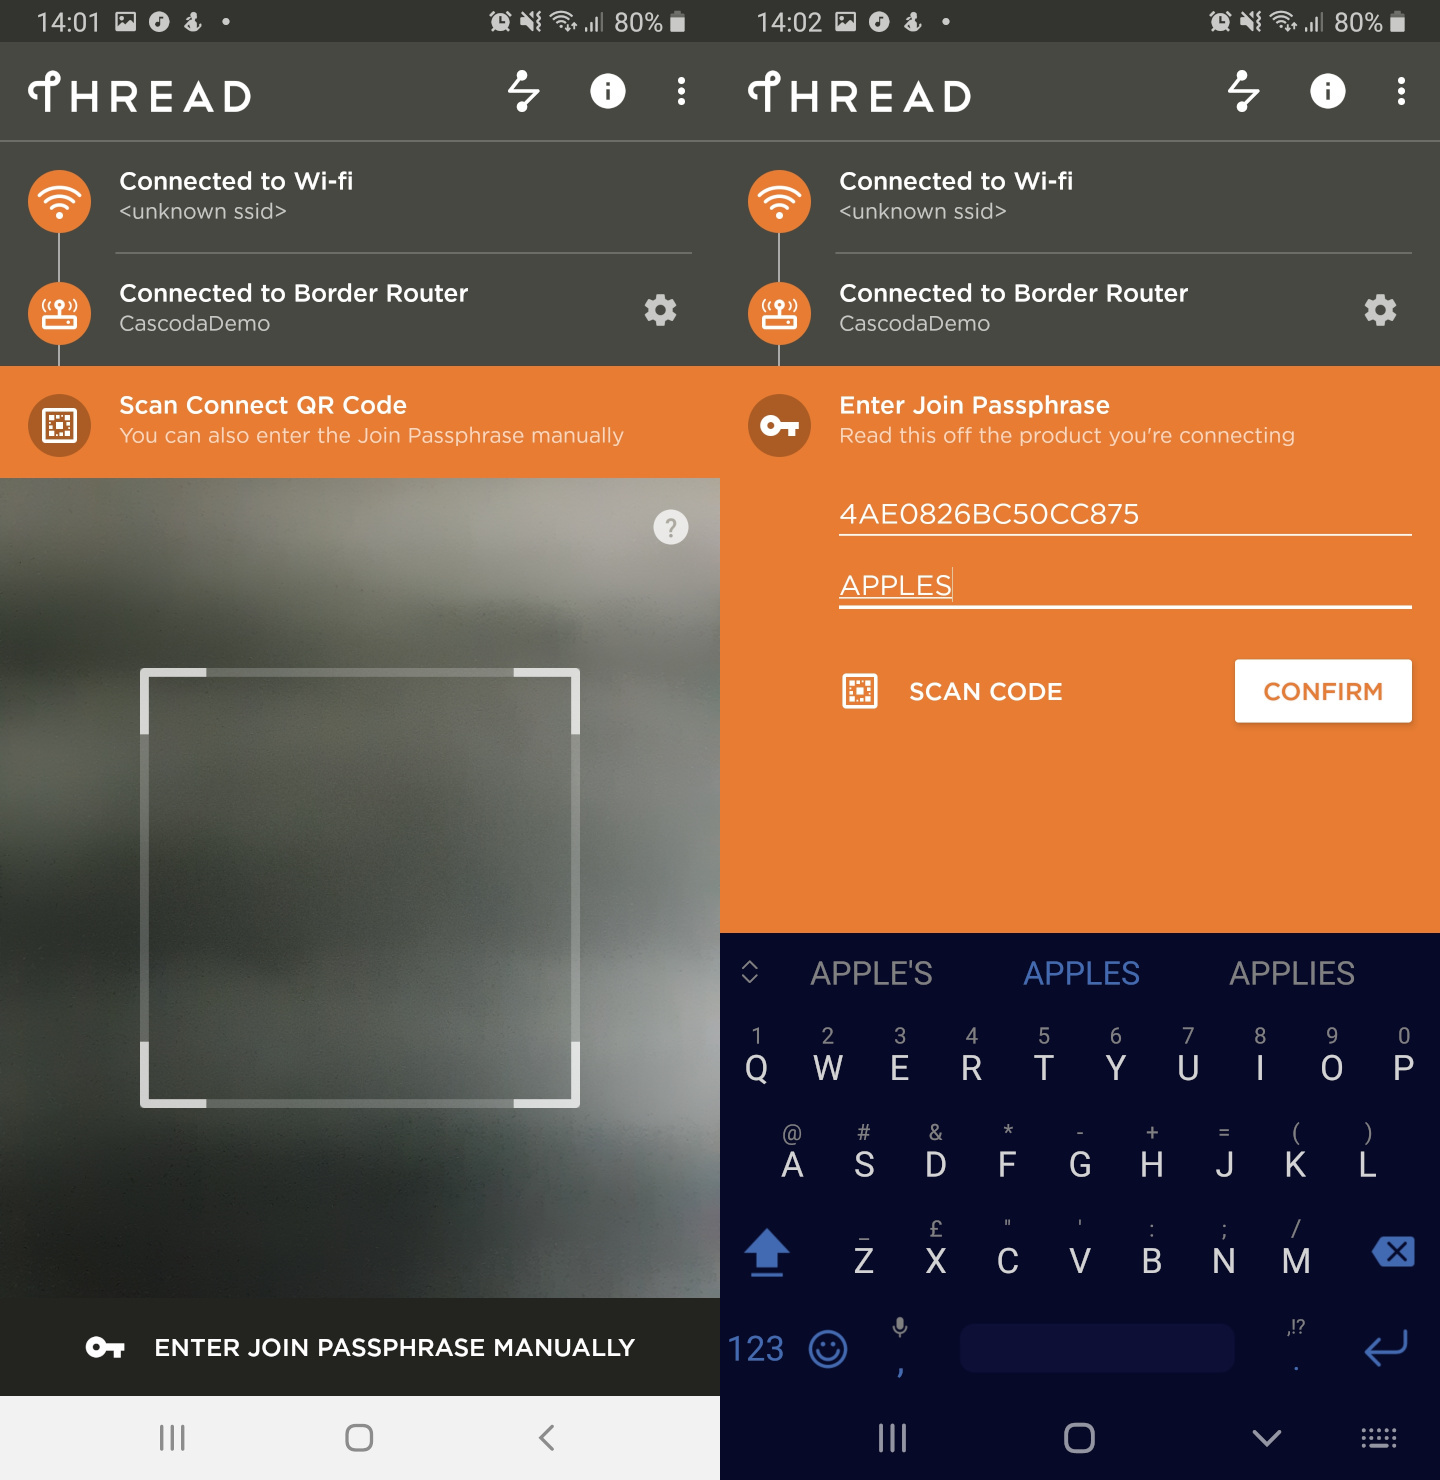 14:01
80%
THREAD
Connected to Wi-fi
<unknown ssid>
Connected to Border Router
CascodaDemo
Scan Connect QR Code
You can also enter the Join Passphrase manually
?
ENTER JOIN PASSPHRASE MANUALLY
14:02
80%
THREAD
Connected to Wi-fi
<unknown ssid>
Connected to Border Router
CascodaDemo
Enter Join Passphrase
Read this off the product you're connecting
4AE0826BC50CC875
APPLES
SCAN CODE
CONFIRM
APPLE'S APPLES APPLIES
1 2 3 4 5 6 7 8 9 0
Q W E R T Y U I O P
@ # & * - + = ( )
A S D F G H J K L
_ £ " ' : ; /
Z X C V B N M
,!?
123 , .